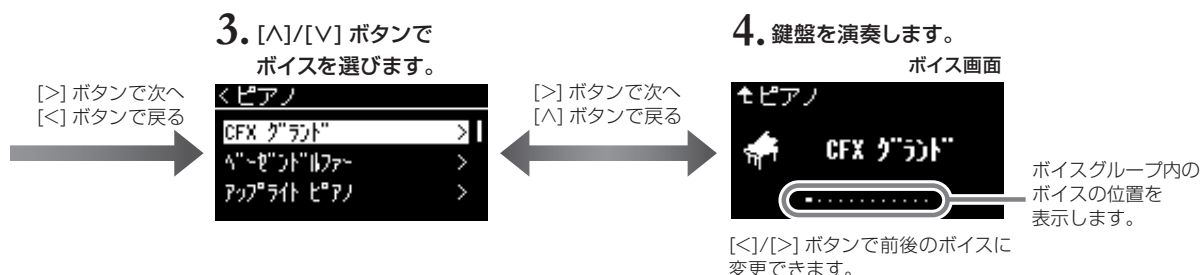 3. [∧]/[∨] ボタンで
ボイスを選びます。
[>] ボタンで次へ
[<] ボタンで戻る
<ピアノ
CFX グランド >
ベーゼンドルファー >
アップライト ピアノ >
[>] ボタンで次へ
[∧] ボタンで戻る
4. 鍵盤を演奏します。
ボイス画面
ピアノ
CFX グランド
ボイスグループ内の
ボイスの位置を
表示します。
[<]/[>] ボタンで前後のボイスに
変更できます。